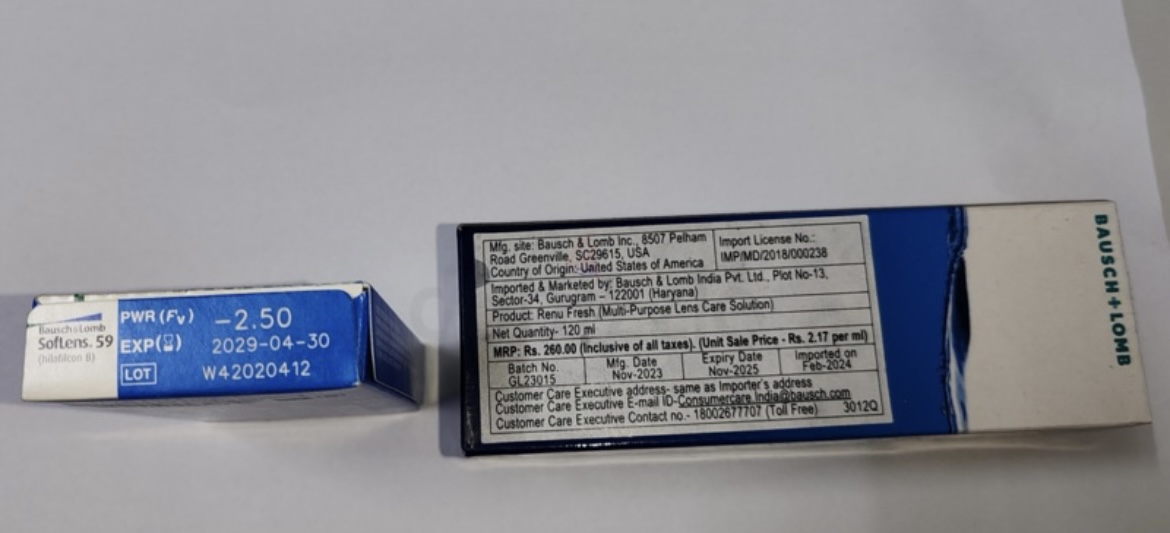 Bausch+Lomb
SofLens. 59
(hilafilcon B)
PWR (Fv) -2.50
EXP 2029-04-30
LOT W42020412
Mfg. site: Bausch & Lomb Inc., 8507 Pelham
Road Greenville, SC29615, USA
Country of Origin: United States of America
Import License No.:
IMP/MD/2018/000238
Imported & Marketed by: Bausch & Lomb India Pvt. Ltd., Plot No-13,
Sector-34, Gurugram – 122001 (Haryana)
Product: Renu Fresh (Multi-Purpose Lens Care Solution)
Net Quantity- 120 ml
MRP: Rs. 260.00 (Inclusive of all taxes). (Unit Sale Price - Rs. 2.17 per ml)
Batch No.
GL23015
Mfg. Date
Nov-2023
Expiry Date
Nov-2025
Imported on
Feb-2024
Customer Care Executive address- same as Importer's address
Customer Care Executive E-mail ID-Consumercare.India@bausch.com
Customer Care Executive Contact no.- 18002677707 (Toll Free) 3012Q
BAUSCH+LOMB